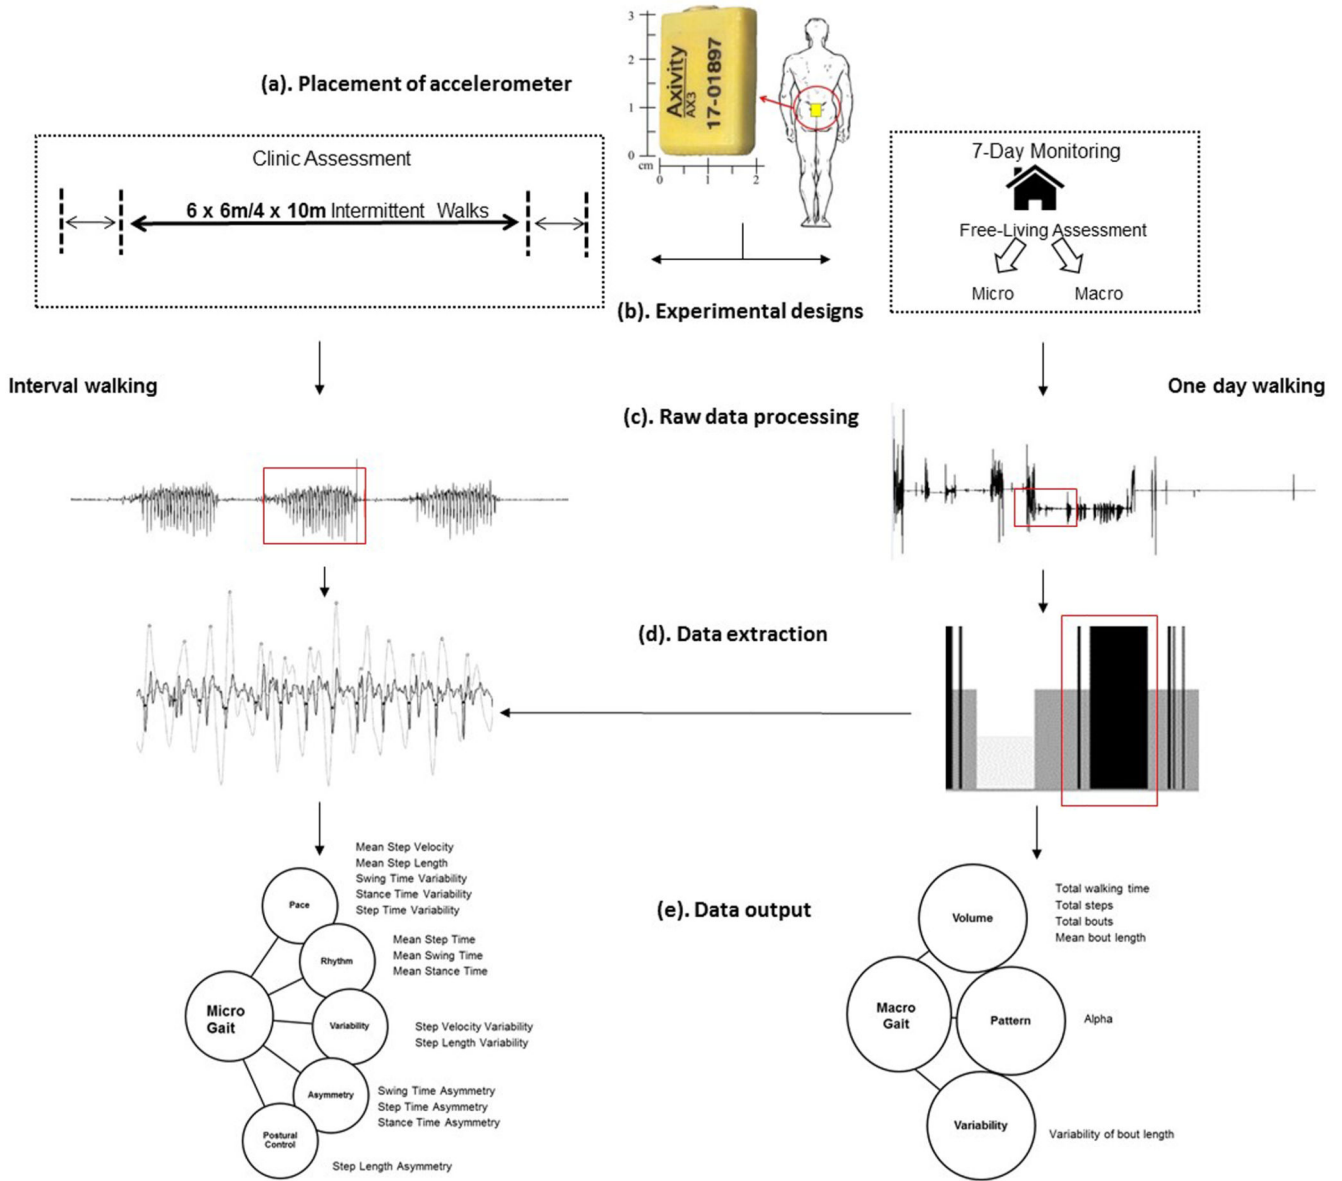 (a). Placement of accelerometer
3
2
1
0
cm
0
1
2
Axivity
AX3
17-01897
Clinic Assessment
6 x 6m/4 x 10m Intermittent Walks
7-Day Monitoring
Free-Living Assessment
Micro
Macro
(b). Experimental designs
Interval walking
One day walking
(c). Raw data processing
(d). Data extraction
(e). Data output
Micro
Gait
Pace
Mean Step Velocity
Mean Step Length
Swing Time Variability
Stance Time Variability
Step Time Variability
Rhythm
Mean Step Time
Mean Swing Time
Mean Stance Time
Variability
Step Velocity Variability
Step Length Variability
Asymmetry
Swing Time Asymmetry
Step Time Asymmetry
Stance Time Asymmetry
Postural
Control
Step Length Asymmetry
Macro
Gait
Volume
Total walking time
Total steps
Total bouts
Mean bout length
Pattern
Alpha
Variability
Variability of bout length